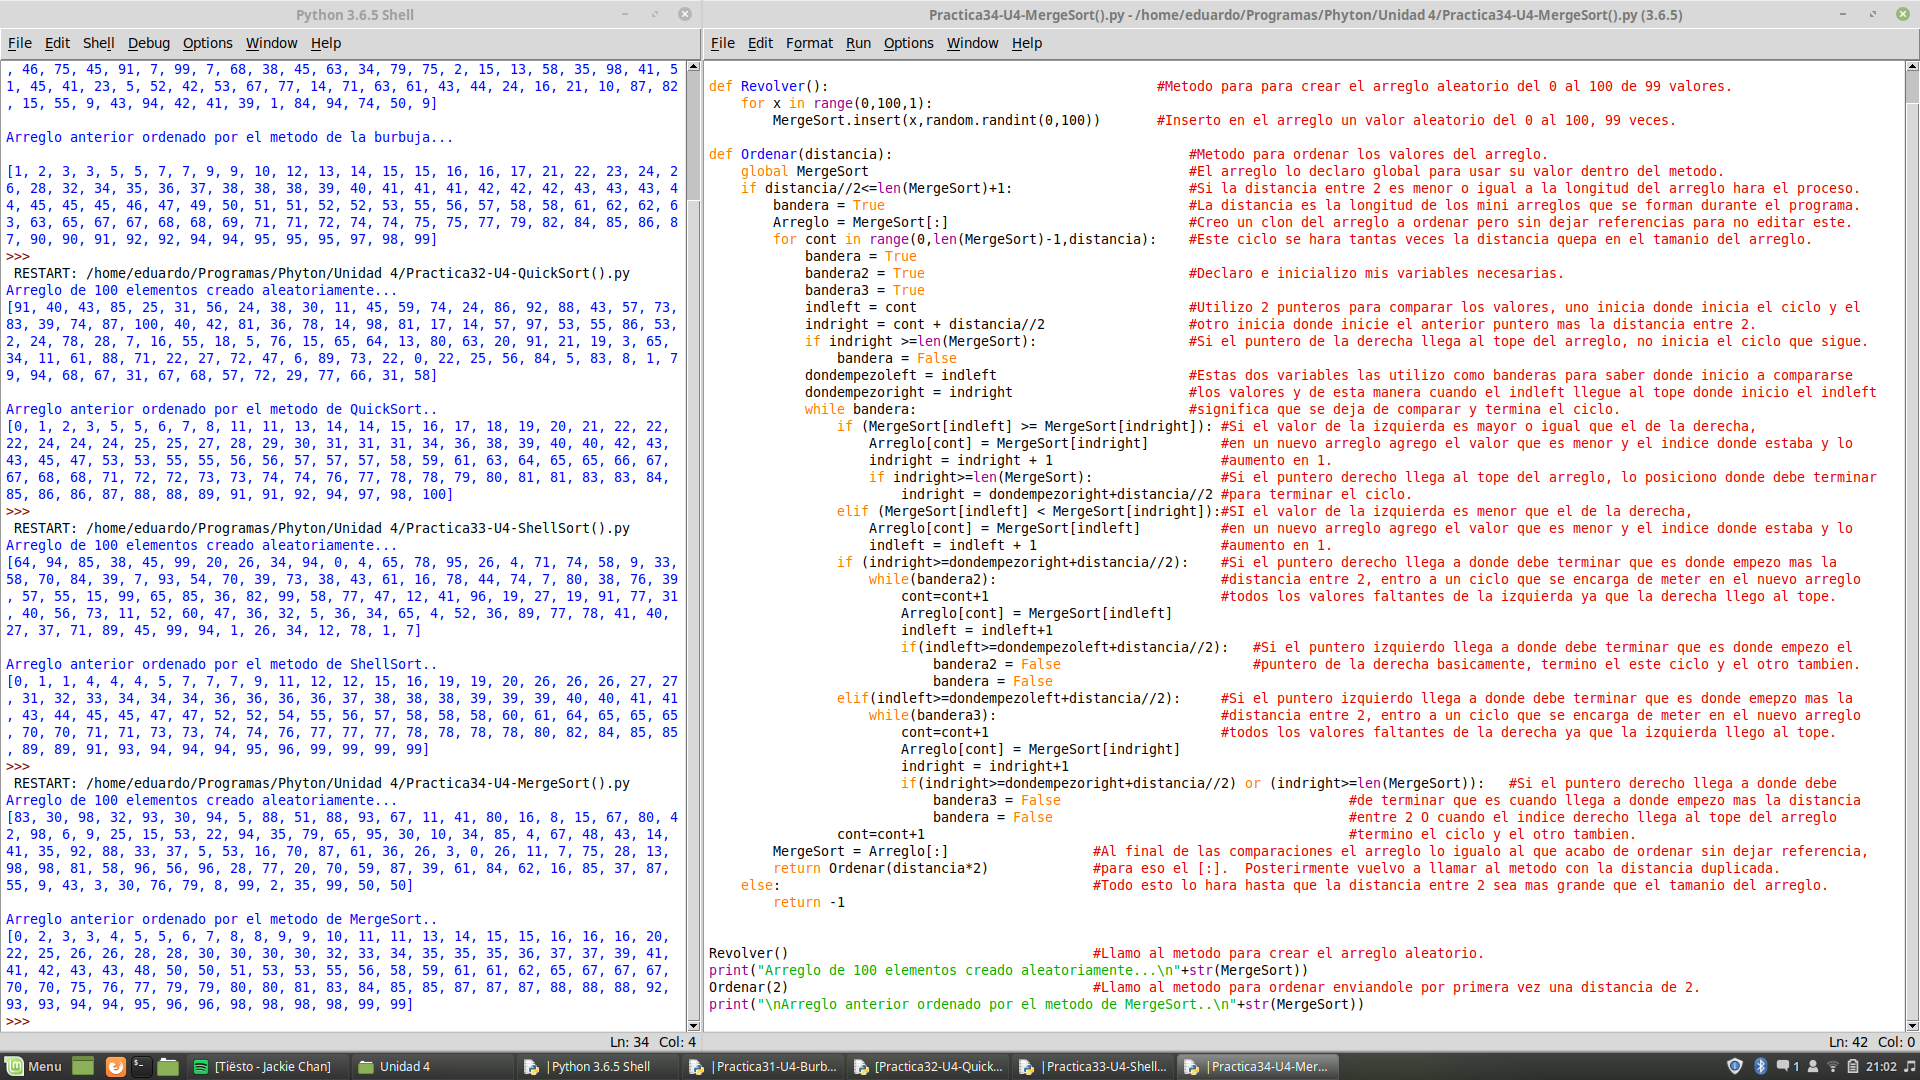 Python 3.6.5 Shell
File Edit Shell Debug Options Window Help
, 46, 75, 45, 91, 7, 99, 7, 68, 38, 45, 63, 34, 79, 75, 2, 15, 13, 58, 35, 98, 41, 5
1, 45, 41, 23, 5, 52, 42, 53, 67, 77, 14, 71, 63, 61, 43, 44, 24, 16, 21, 10, 87, 82
, 15, 55, 9, 43, 94, 42, 41, 39, 1, 84, 94, 74, 50, 9]
Arreglo anterior ordenado por el metodo de la burbuja...
[1, 2, 3, 3, 5, 5, 7, 7, 9, 9, 10, 12, 13, 14, 15, 15, 16, 16, 17, 21, 22, 23, 24, 2
6, 28, 32, 34, 35, 36, 37, 38, 38, 38, 39, 40, 41, 41, 41, 42, 42, 42, 43, 43, 43, 4
4, 45, 45, 45, 46, 47, 49, 50, 51, 51, 52, 52, 53, 55, 56, 57, 58, 58, 61, 62, 62, 6
3, 63, 65, 67, 67, 68, 68, 69, 71, 71, 72, 74, 74, 75, 75, 77, 79, 82, 84, 85, 86, 8
7, 90, 90, 91, 92, 92, 94, 94, 95, 95, 95, 97, 98, 99]
>>>
RESTART: /home/eduardo/Programas/Phyton/Unidad 4/Practica32-U4-QuickSort().py
Arreglo de 100 elementos creado aleatoriamente...
[91, 40, 43, 85, 25, 31, 56, 24, 38, 30, 11, 45, 59, 74, 24, 86, 92, 88, 43, 57, 73,
83, 39, 74, 87, 100, 40, 42, 81, 36, 78, 14, 98, 81, 17, 14, 57, 97, 53, 55, 86, 53,
2, 24, 78, 28, 7, 16, 55, 18, 5, 76, 15, 65, 64, 13, 80, 63, 20, 91, 21, 19, 3, 65,
34, 11, 61, 88, 71, 22, 27, 72, 47, 6, 89, 73, 22, 0, 22, 25, 56, 84, 5, 83, 8, 1, 7
9, 94, 68, 67, 31, 67, 68, 57, 72, 29, 77, 66, 31, 58]
Arreglo anterior ordenado por el metodo de QuickSort..
[0, 1, 2, 3, 5, 5, 6, 7, 8, 11, 11, 13, 14, 14, 15, 16, 17, 18, 19, 20, 21, 22, 22,
22, 24, 24, 24, 25, 25, 27, 28, 29, 30, 31, 31, 31, 34, 36, 38, 39, 40, 40, 42, 43,
43, 45, 47, 53, 53, 55, 55, 56, 56, 57, 57, 57, 58, 59, 61, 63, 64, 65, 65, 66, 67,
67, 68, 68, 71, 72, 72, 73, 73, 74, 74, 76, 77, 78, 78, 79, 80, 81, 81, 83, 83, 84,
85, 86, 86, 87, 88, 88, 89, 91, 91, 92, 94, 97, 98, 100]
>>>
RESTART: /home/eduardo/Programas/Phyton/Unidad 4/Practica33-U4-ShellSort().py
Arreglo de 100 elementos creado aleatoriamente...
[64, 94, 85, 38, 45, 99, 20, 26, 34, 94, 0, 4, 65, 78, 95, 26, 4, 71, 74, 58, 9, 33,
58, 70, 84, 39, 7, 93, 54, 70, 39, 73, 38, 43, 61, 16, 78, 44, 74, 7, 80, 38, 76, 39
, 57, 55, 15, 99, 65, 85, 36, 82, 99, 58, 77, 47, 12, 41, 96, 19, 27, 19, 91, 77, 31
, 40, 56, 73, 11, 52, 60, 47, 36, 32, 5, 36, 34, 65, 4, 52, 36, 89, 77, 78, 41, 40,
27, 37, 71, 89, 45, 99, 94, 1, 26, 34, 12, 78, 1, 7]
Arreglo anterior ordenado por el metodo de ShellSort..
[0, 1, 1, 4, 4, 4, 5, 7, 7, 7, 9, 11, 12, 12, 15, 16, 19, 19, 20, 26, 26, 26, 27, 27
, 31, 32, 33, 34, 34, 34, 36, 36, 36, 36, 37, 38, 38, 38, 39, 39, 39, 40, 40, 41, 41
, 43, 44, 45, 45, 47, 47, 52, 52, 54, 55, 56, 57, 58, 58, 58, 60, 61, 64, 65, 65, 65
, 70, 70, 71, 71, 73, 73, 74, 74, 76, 77, 77, 77, 78, 78, 78, 78, 80, 82, 84, 85, 85
, 89, 89, 91, 93, 94, 94, 94, 95, 96, 99, 99, 99, 99]
>>>
RESTART: /home/eduardo/Programas/Phyton/Unidad 4/Practica34-U4-MergeSort().py
Arreglo de 100 elementos creado aleatoriamente...
[83, 30, 98, 32, 93, 30, 94, 5, 88, 51, 88, 93, 67, 11, 41, 80, 16, 8, 15, 67, 80, 4
2, 98, 6, 9, 25, 15, 53, 22, 94, 35, 79, 65, 95, 30, 10, 34, 85, 4, 67, 48, 43, 14,
41, 35, 92, 88, 33, 37, 5, 53, 16, 70, 87, 61, 36, 26, 3, 0, 26, 11, 7, 75, 28, 13,
98, 98, 81, 58, 96, 56, 96, 28, 77, 20, 70, 59, 87, 39, 61, 84, 62, 16, 85, 37, 87,
55, 9, 43, 3, 30, 76, 79, 8, 99, 2, 35, 99, 50, 50]
Arreglo anterior ordenado por el metodo de MergeSort..
[0, 2, 3, 3, 4, 5, 5, 6, 7, 8, 8, 9, 9, 10, 11, 11, 13, 14, 15, 15, 16, 16, 16, 20,
22, 25, 26, 26, 28, 28, 30, 30, 30, 30, 32, 33, 34, 35, 35, 35, 36, 37, 37, 39, 41,
41, 42, 43, 43, 48, 50, 50, 51, 53, 53, 55, 56, 58, 59, 61, 61, 62, 65, 67, 67, 67,
70, 70, 75, 76, 77, 79, 79, 80, 80, 81, 83, 84, 85, 85, 87, 87, 87, 88, 88, 88, 92,
93, 93, 94, 94, 95, 96, 96, 98, 98, 98, 98, 99, 99]
>>>
Ln: 34 Col: 4
Practica34-U4-MergeSort().py - /home/eduardo/Programas/Phyton/Unidad 4/Practica34-U4-MergeSort().py (3.6.5)
File Edit Format Run Options Window Help
def Revolver(): #Metodo para para crear el arreglo aleatorio del 0 al 100 de 99 valores.
for x in range(0,100,1):
MergeSort.insert(x,random.randint(0,100)) #Inserto en el arreglo un valor aleatorio del 0 al 100, 99 veces.
def Ordenar(distancia): #Metodo para ordenar los valores del arreglo.
global MergeSort #El arreglo lo declaro global para usar su valor dentro del metodo.
if distancia//2<=len(MergeSort)+1: #Si la distancia entre 2 es menor o igual a la longitud del arreglo hara el proceso.
bandera = True #La distancia es la longitud de los mini arreglos que se forman durante el programa.
Arreglo = MergeSort[:] #Creo un clon del arreglo a ordenar pero sin dejar referencias para no editar este.
for cont in range(0,len(MergeSort)-1,distancia): #Este ciclo se hara tantas veces la distancia quepa en el tamanio del arreglo.
bandera = True
bandera2 = True #Declaro e inicializo mis variables necesarias.
bandera3 = True
indleft = cont #Utilizo 2 punteros para comparar los valores, uno inicia donde inicia el ciclo y el
indright = cont + distancia//2 #otro inicia donde inicie el anterior puntero mas la distancia entre 2.
if indright >=len(MergeSort): #Si el puntero de la derecha llega al tope del arreglo, no inicia el ciclo que sigue.
bandera = False
dondempezoleft = indleft #Estas dos variables las utilizo como banderas para saber donde inicio a compararse
dondempezoright = indright #los valores y de esta manera cuando el indleft llegue al tope donde inicio el indleft
while bandera: #significa que se deja de comparar y termina el ciclo.
if (MergeSort[indleft] >= MergeSort[indright]): #Si el valor de la izquierda es mayor o igual que el de la derecha,
Arreglo[cont] = MergeSort[indright] #en un nuevo arreglo agrego el valor que es menor y el indice donde estaba y lo
indright = indright + 1 #aumento en 1.
if indright>=len(MergeSort): #Si el puntero derecho llega al tope del arreglo, lo posiciono donde debe terminar
indright = dondempezoright+distancia//2 #para terminar el ciclo.
elif (MergeSort[indleft] < MergeSort[indright]):#SI el valor de la izquierda es menor que el de la derecha,
Arreglo[cont] = MergeSort[indleft] #en un nuevo arreglo agrego el valor que es menor y el indice donde estaba y lo
indleft = indleft + 1 #aumento en 1.
if (indright>=dondempezoright+distancia//2): #Si el puntero derecho llega a donde debe terminar que es donde empezo mas la
while(bandera2): #distancia entre 2, entro a un ciclo que se encarga de meter en el nuevo arreglo
cont=cont+1 #todos los valores faltantes de la izquierda ya que la derecha llego al tope.
Arreglo[cont] = MergeSort[indleft]
indleft = indleft+1
if(indleft>=dondempezoleft+distancia//2): #Si el puntero izquierdo llega a donde debe terminar que es donde empezo el
bandera2 = False #puntero de la derecha basicamente, termino el este ciclo y el otro tambien.
bandera = False
elif(indleft>=dondempezoleft+distancia//2): #Si el puntero izquierdo llega a donde debe terminar que es donde emepzo mas la
while(bandera3): #distancia entre 2, entro a un ciclo que se encarga de meter en el nuevo arreglo
cont=cont+1 #todos los valores faltantes de la derecha ya que la izquierda llego al tope.
Arreglo[cont] = MergeSort[indright]
indright = indright+1
if(indright>=dondempezoright+distancia//2) or (indright>=len(MergeSort)): #Si el puntero derecho llega a donde debe
bandera3 = False #de terminar que es cuando llega a donde empezo mas la distancia
bandera = False #entre 2 O cuando el indice derecho llega al tope del arreglo
cont=cont+1 #termino el ciclo y el otro tambien.
MergeSort = Arreglo[:] #Al final de las comparaciones el arreglo lo igualo al que acabo de ordenar sin dejar referencia,
return Ordenar(distancia*2) #para eso el [:]. Posterirmente vuelvo a llamar al metodo con la distancia duplicada.
else: #Todo esto lo hara hasta que la distancia entre 2 sea mas grande que el tamanio del arreglo.
return -1
Revolver() #Llamo al metodo para crear el arreglo aleatorio.
print("Arreglo de 100 elementos creado aleatoriamente...\n"+str(MergeSort))
Ordenar(2) #Llamo al metodo para ordenar enviandole por primera vez una distancia de 2.
print("\nArreglo anterior ordenado por el metodo de MergeSort..\n"+str(MergeSort))
Ln: 42 Col: 0
Menu [Tiësto - Jackie Chan] Unidad 4 |Python 3.6.5 Shell |Practica31-U4-Burb... [Practica32-U4-Quick... |Practica33-U4-Shell... |Practica34-U4-Mer... 1 21:02